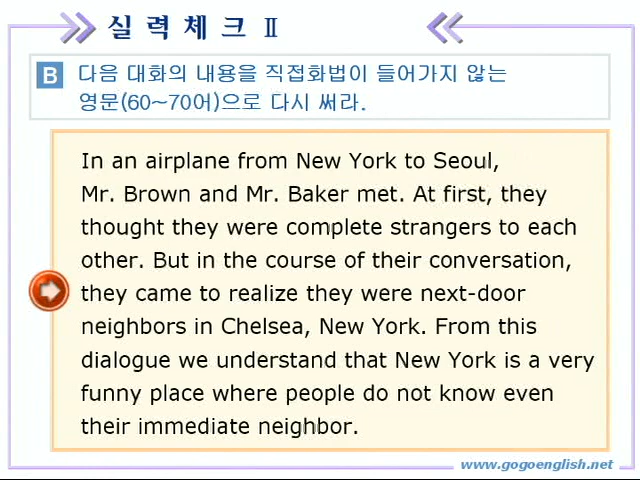 실 력 체 크 Ⅱ
B 다음 대화의 내용을 직접화법이 들어가지 않는
영문(60~70어)으로 다시 써라.
In an airplane from New York to Seoul,
Mr. Brown and Mr. Baker met. At first, they
thought they were complete strangers to each
other. But in the course of their conversation,
they came to realize they were next-door
neighbors in Chelsea, New York. From this
dialogue we understand that New York is a very
funny place where people do not know even
their immediate neighbor.
www.gogoenglish.net